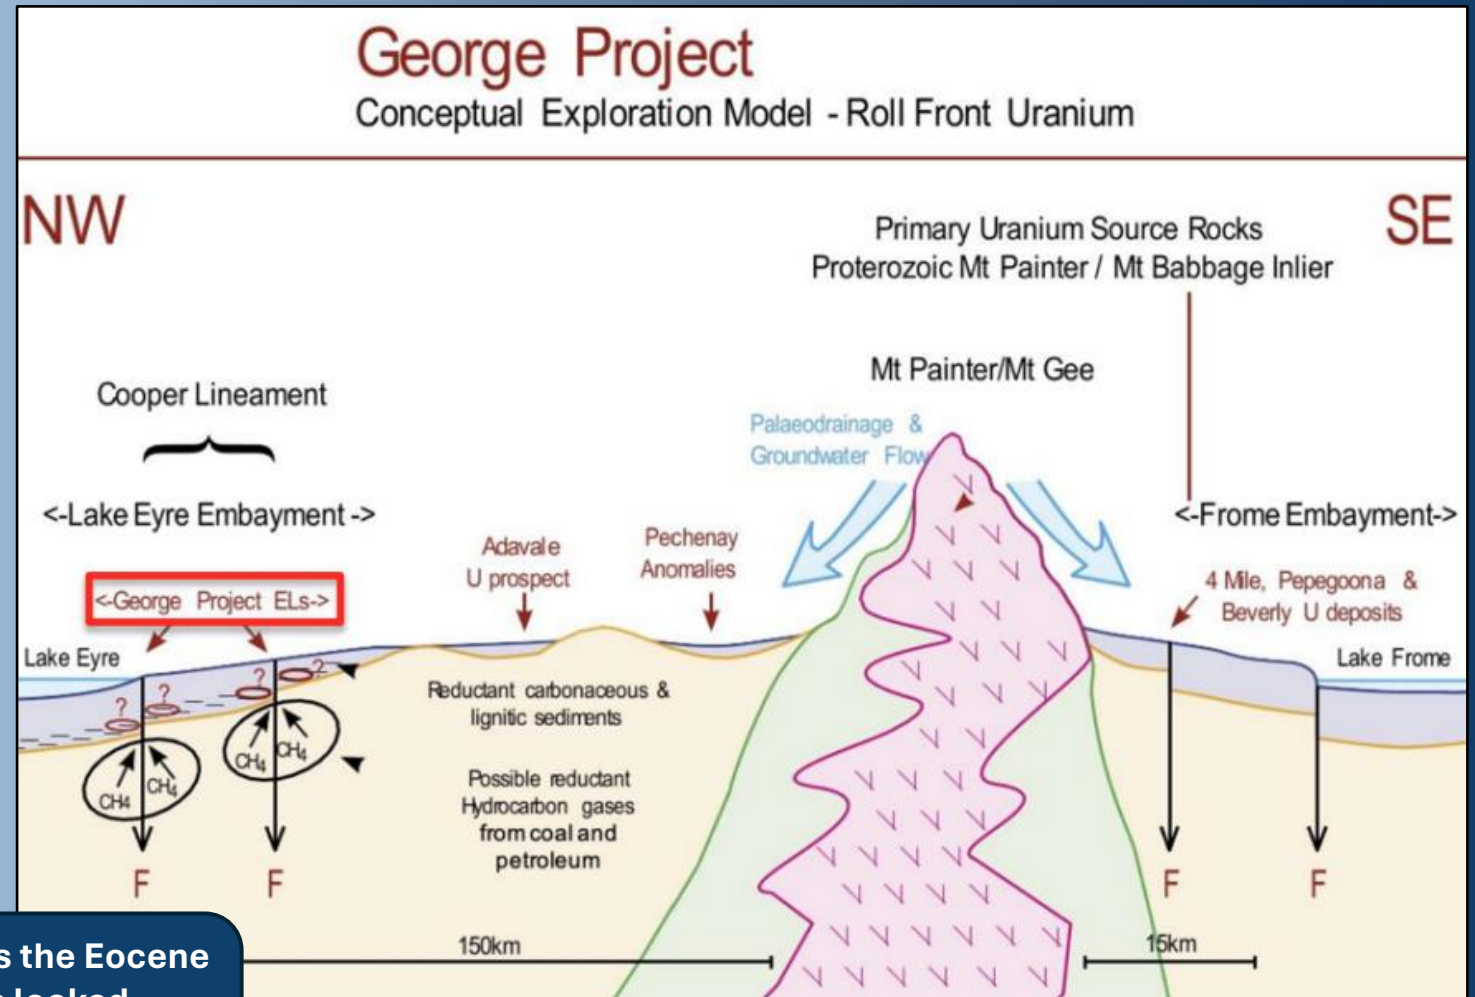 George Project
Conceptual Exploration Model - Roll Front Uranium
NW
SE
Primary Uranium Source Rocks
Proterozoic Mt Painter / Mt Babbage Inlier
Mt Painter/Mt Gee
Cooper Lineament
Palaeodrainage &
Groundwater Flow
<-Lake Eyre Embayment ->
<-Frome Embayment->
Adavale
U prospect
Pechenay
Anomalies
4 Mile, Pepegoona &
Beverly U deposits
<-George Project ELs->
Lake Eyre
Lake Frome
? ? ? ?
Reductant carbonaceous &
lignitic sediments
CH4 CH4 CH4 CH4
Possible reductant
Hydrocarbon gases
from coal and
petroleum
F F F F
150km
15km
s the Eocene
looked